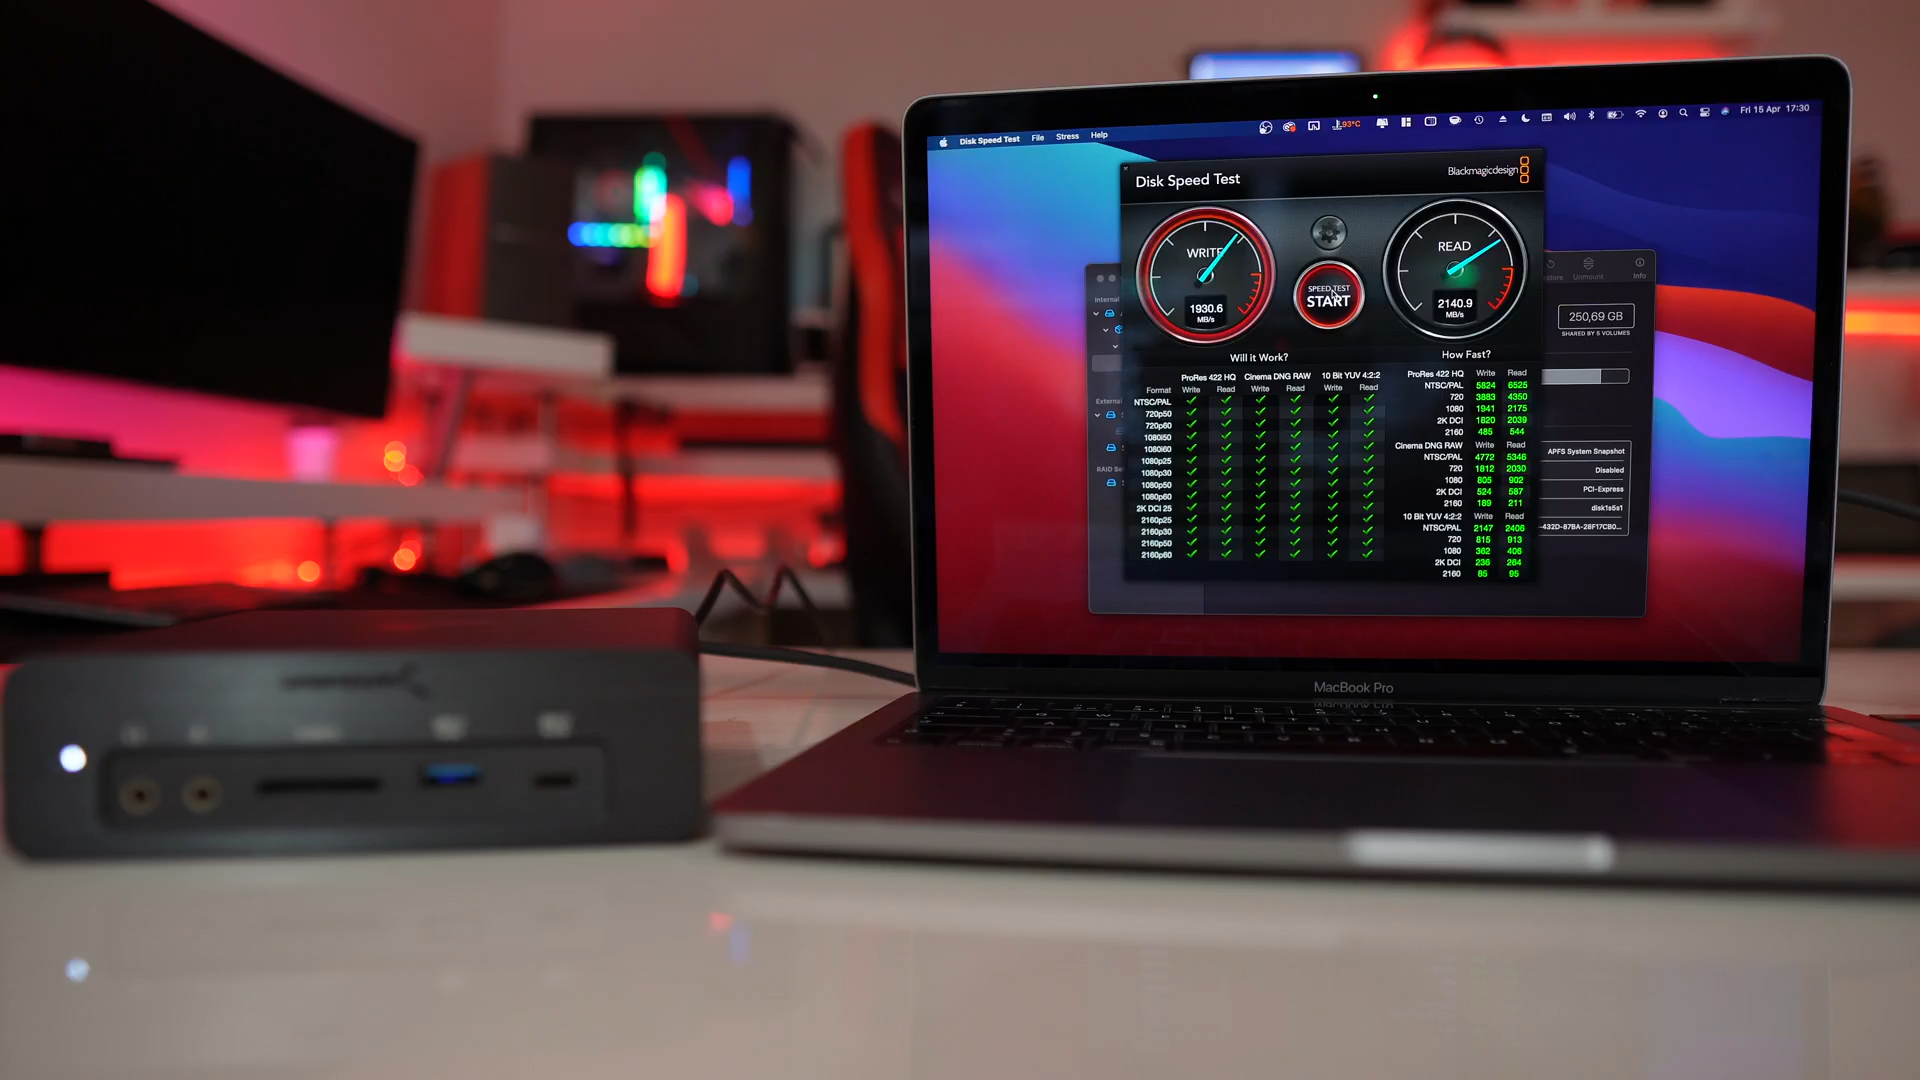 Disk Speed Test File Stress Help
93°C
Fri 15 Apr 17:30
Disk Speed Test
Blackmagicdesign
WRITE
1930.6
MB/s
SPEED TEST
START
READ
2140.9
MB/s
Will it Work?
ProRes 422 HQ Cinema DNG RAW 10 Bit YUV 4:2:2
Format Write Read Write Read Write Read
NTSC/PAL
720p50
720p60
1080i50
1080i60
1080p25
1080p30
1080p50
1080p60
2K DCI 25
2160p25
2160p30
2160p50
2160p60
How Fast?
ProRes 422 HQ Write Read
NTSC/PAL 5824 6525
720 3883 4350
1080 1941 2175
2K DCI 1820 2039
2160 485 544
Cinema DNG RAW Write Read
NTSC/PAL 4772 5346
720 1812 2030
1080 805 902
2K DCI 524 587
2160 169 211
10 Bit YUV 4:2:2 Write Read
NTSC/PAL 2147 2406
720 815 913
1080 362 406
2K DCI 236 264
2160 85 95
Internal
External
RAID
Unmount
Info
250,69 GB
SHARED BY 5 VOLUMES
APFS System Snapshot
Disabled
PCI-Express
disk1s5s1
-432D-87BA-28F17CB0...
MacBook Pro